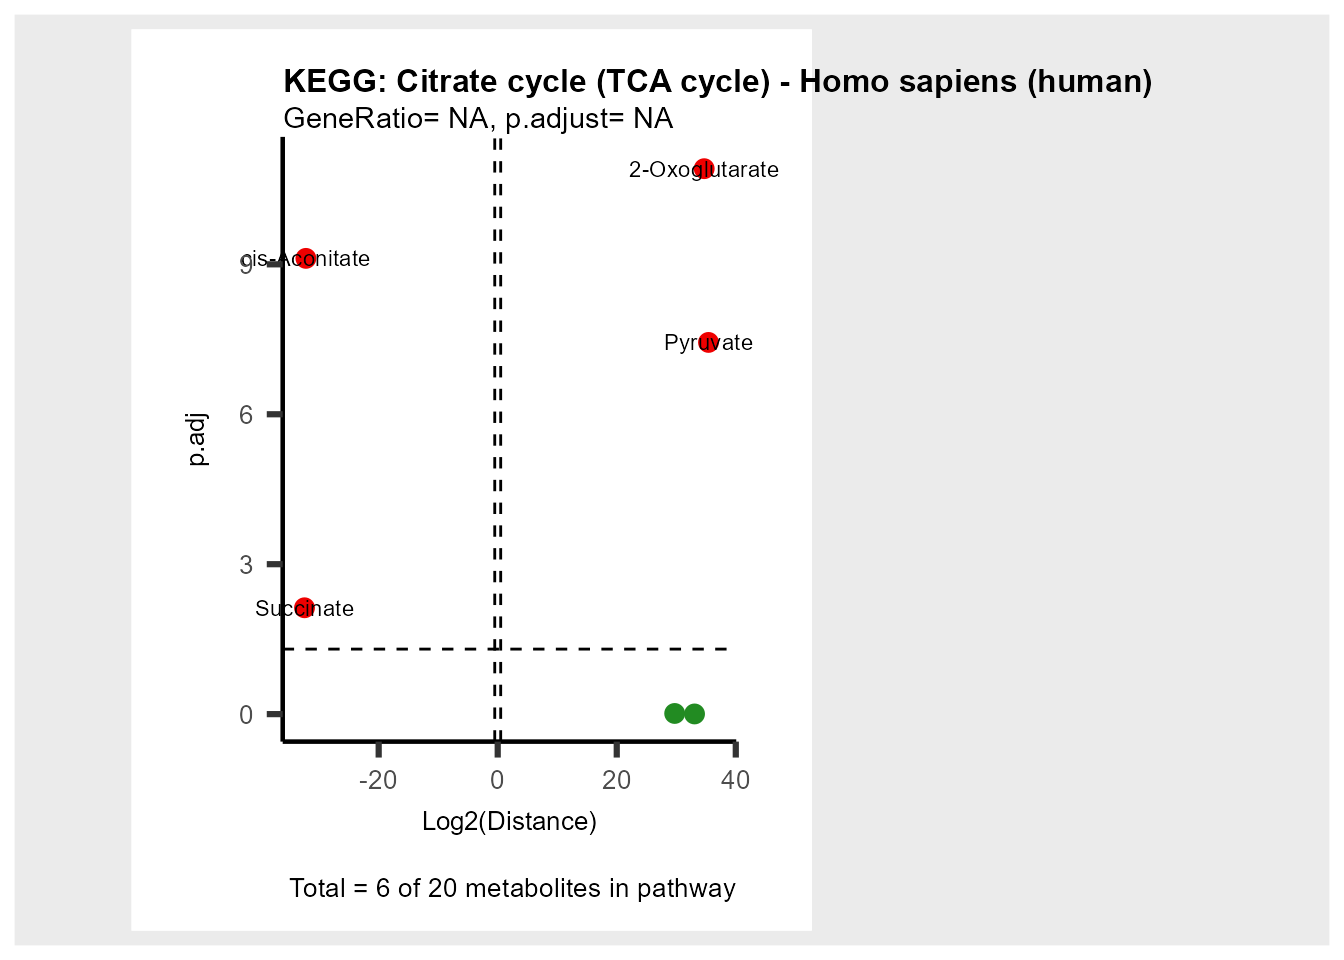 KEGG: Citrate cycle (TCA cycle) - Homo sapiens (human)
GeneRatio= NA, p.adjust= NA
2-Oxoglutarate
cis-Aconitate
9
Pyruvate
6
p.adj
3
Succinate
0
-20 0 20 40
Log2(Distance)
Total = 6 of 20 metabolites in pathway